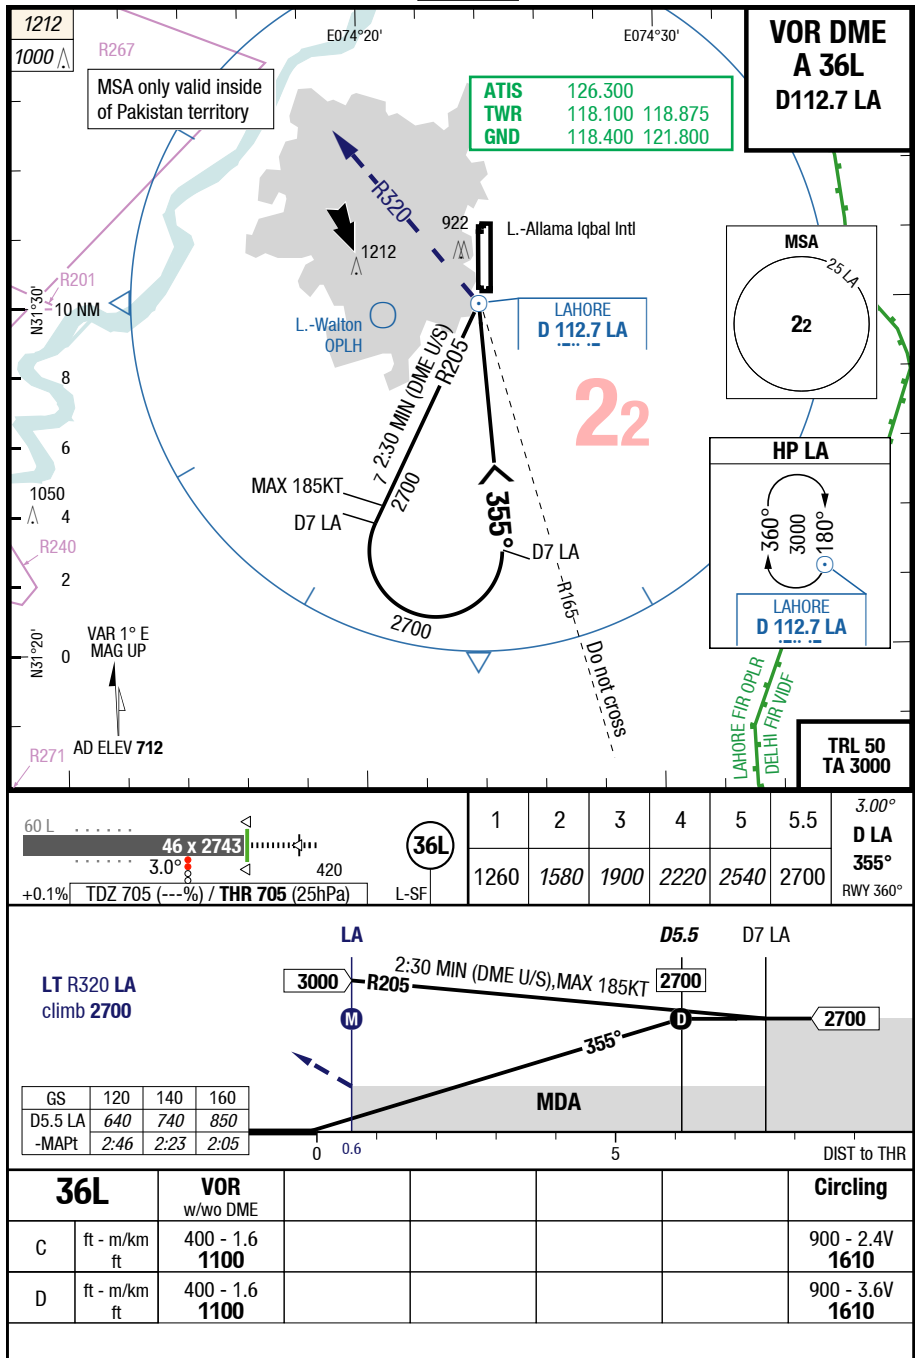 1212
1000
R267
MSA only valid inside
of Pakistan territory
E074°20'
E074°30'
VOR DME
A 36L
D112.7 LA
ATIS 126.300
TWR 118.100 118.875
GND 118.400 121.800
R320
922
1212
L.-Allama Iqbal Intl
MSA
25 LA
22
R201
N31°30'
10 NM
L.-Walton
OPLH
LAHORE
D 112.7 LA
22
8
6
4
2
0
2:30 MIN (DME U/S)
R205
7
2700
MAX 185KT
D7 LA
355°
D7 LA
2700
R165
Do not cross
HP LA
360°
3000
180°
LAHORE
D 112.7 LA
1050
R240
N31°20'
VAR 1° E
MAG UP
AD ELEV 712
R271
LAHORE FIR OPLR
DELHI FIR VIDF
TRL 50
TA 3000
60 L
46 x 2743
3.0°
420
+0.1%
TDZ 705 (---%) / THR 705 (25hPa)
36L
L-SF
1 2 3 4 5 5.5
1260 1580 1900 2220 2540 2700
3.00°
D LA
355°
RWY 360°
LA
D5.5
D7 LA
LT R320 LA
climb 2700
3000
R205
2:30 MIN (DME U/S),MAX 185KT
2700
M
D
2700
355°
MDA
GS 120 140 160
D5.5 LA 640 740 850
-MAPt 2:46 2:23 2:05
0
0.6
5
DIST to THR
36L
VOR
w/wo DME
Circling
C ft - m/km 400 - 1.6 900 - 2.4V
ft 1100 1610
D ft - m/km 400 - 1.6 900 - 3.6V
ft 1100 1610